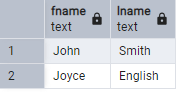 fname lname
text text
1 John Smith
2 Joyce English